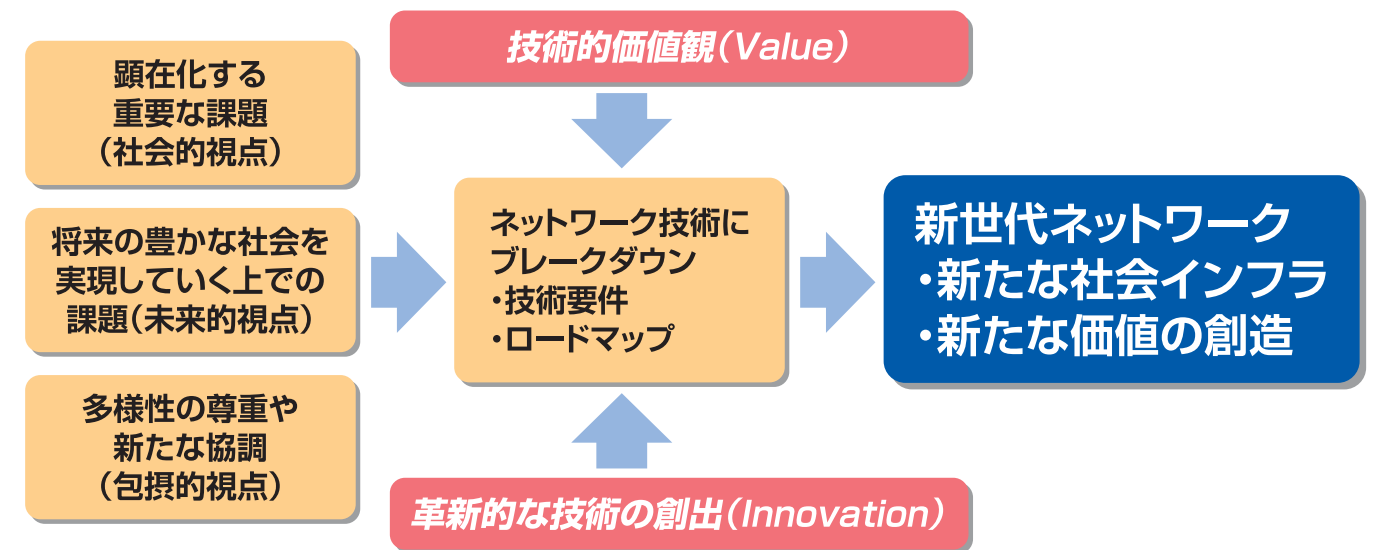 技術的価値観(Value)
顕在化する
重要な課題
(社会的視点)
将来の豊かな社会を
実現していく上での
課題(未来的視点)
多様性の尊重や
新たな協調
(包摂的視点)
ネットワーク技術に
ブレークダウン
・技術要件
・ロードマップ
新世代ネットワーク
・新たな社会インフラ
・新たな価値の創造
革新的な技術の創出(Innovation)